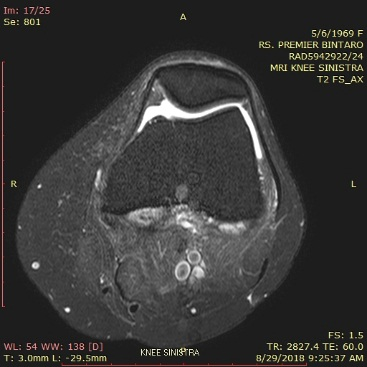 Im: 17/25
Se: 801
A
5/6/1969 F
RS. PREMIER BINTARO
RAD5942922/24
MRI KNEE SINISTRA
T2 FS_AX
R
L
WL: 54 WW: 138 [D]
T: 3.0mm L: -29.5mm
KNEE SINISTRA
FS: 1.5
TR: 2827.4 TE: 60.0
8/29/2018 9:25:37 AM